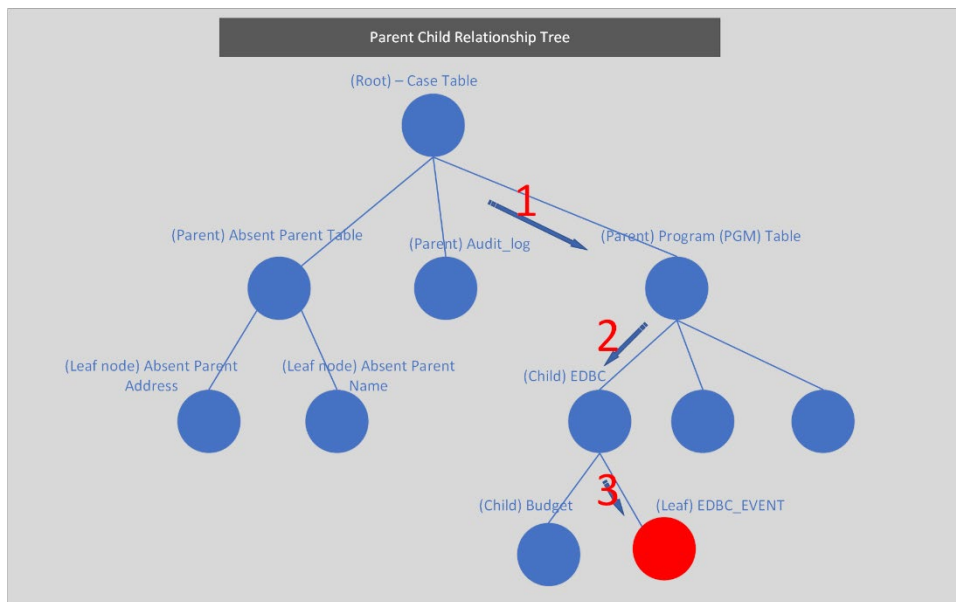 Parent Child Relationship Tree
(Root) – Case Table
1
(Parent) Absent Parent Table
(Parent) Audit_log
(Parent) Program (PGM) Table
2
(Leaf node) Absent Parent
Address
(Leaf node) Absent Parent
Name
(Child) EDBC
3
(Child) Budget
(Leaf) EDBC_EVENT